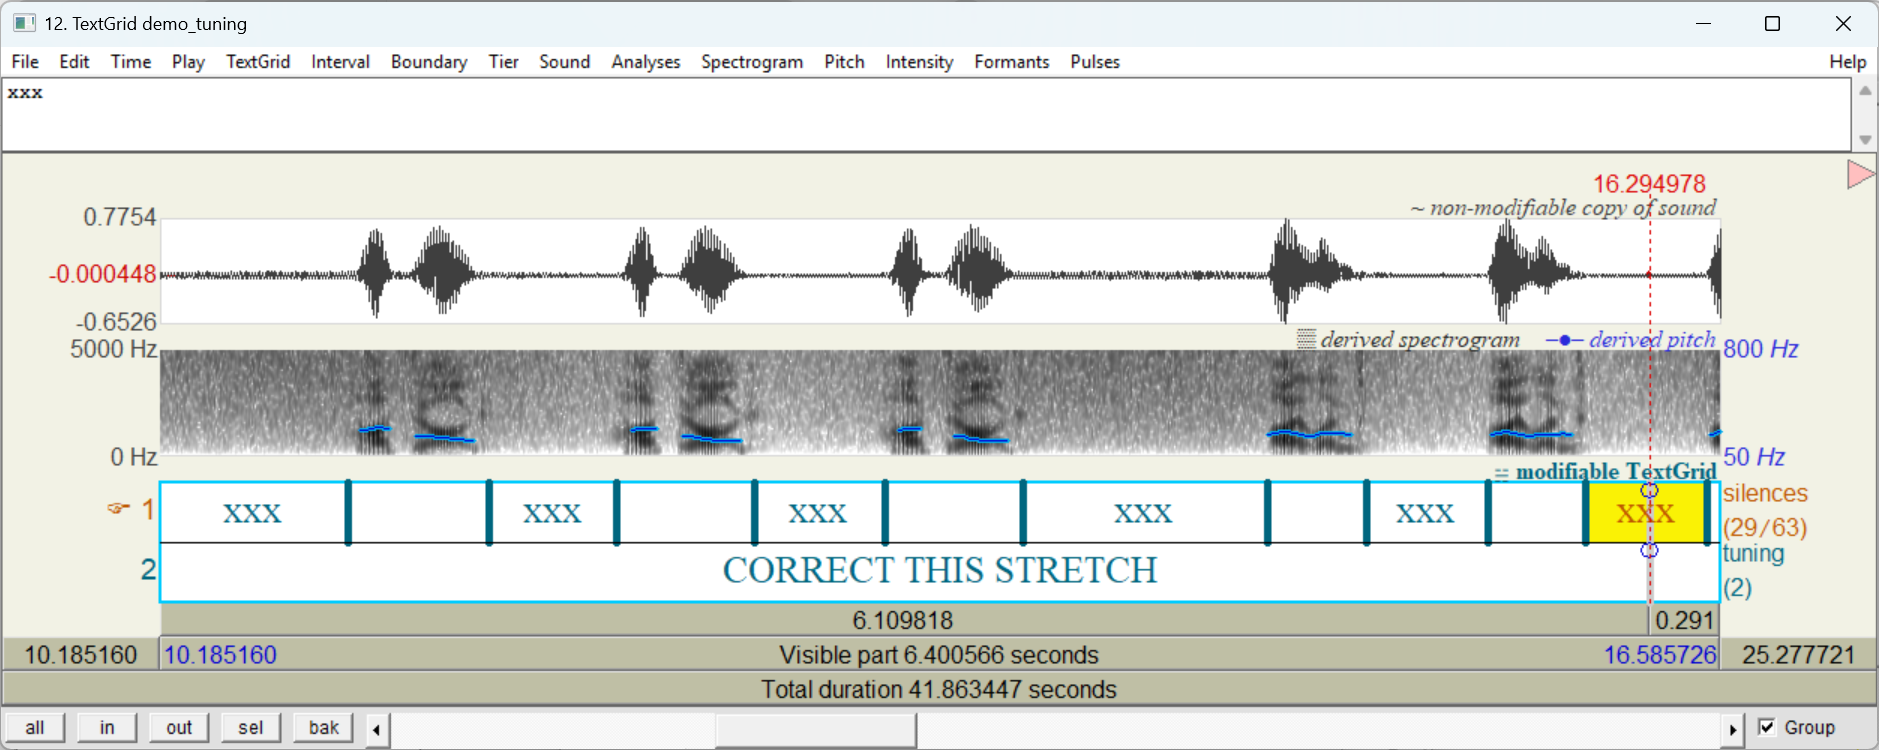 12. TextGrid demo_tuning
File Edit Time Play TextGrid Interval Boundary Tier Sound Analyses Spectrogram Pitch Intensity Formants Pulses Help
xxx
16.294978
0.7754 ~ non-modifiable copy of sound
-0.000448
-0.6526
5000 Hz derived spectrogram derived pitch 800 Hz
0 Hz 50 Hz
modifiable TextGrid
1 xxx xxx xxx xxx xxx xxx silences
(29/63)
2 CORRECT THIS STRETCH tuning
(2)
6.109818 0.291
10.185160 10.185160 Visible part 6.400566 seconds 16.585726 25.277721
Total duration 41.863447 seconds
all in out sel bak Group